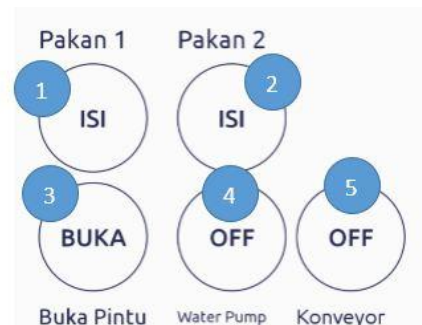 Pakan 1 Pakan 2
1 2
ISI ISI
3 4 5
BUKA OFF OFF
Buka Pintu Water Pump Konveyor